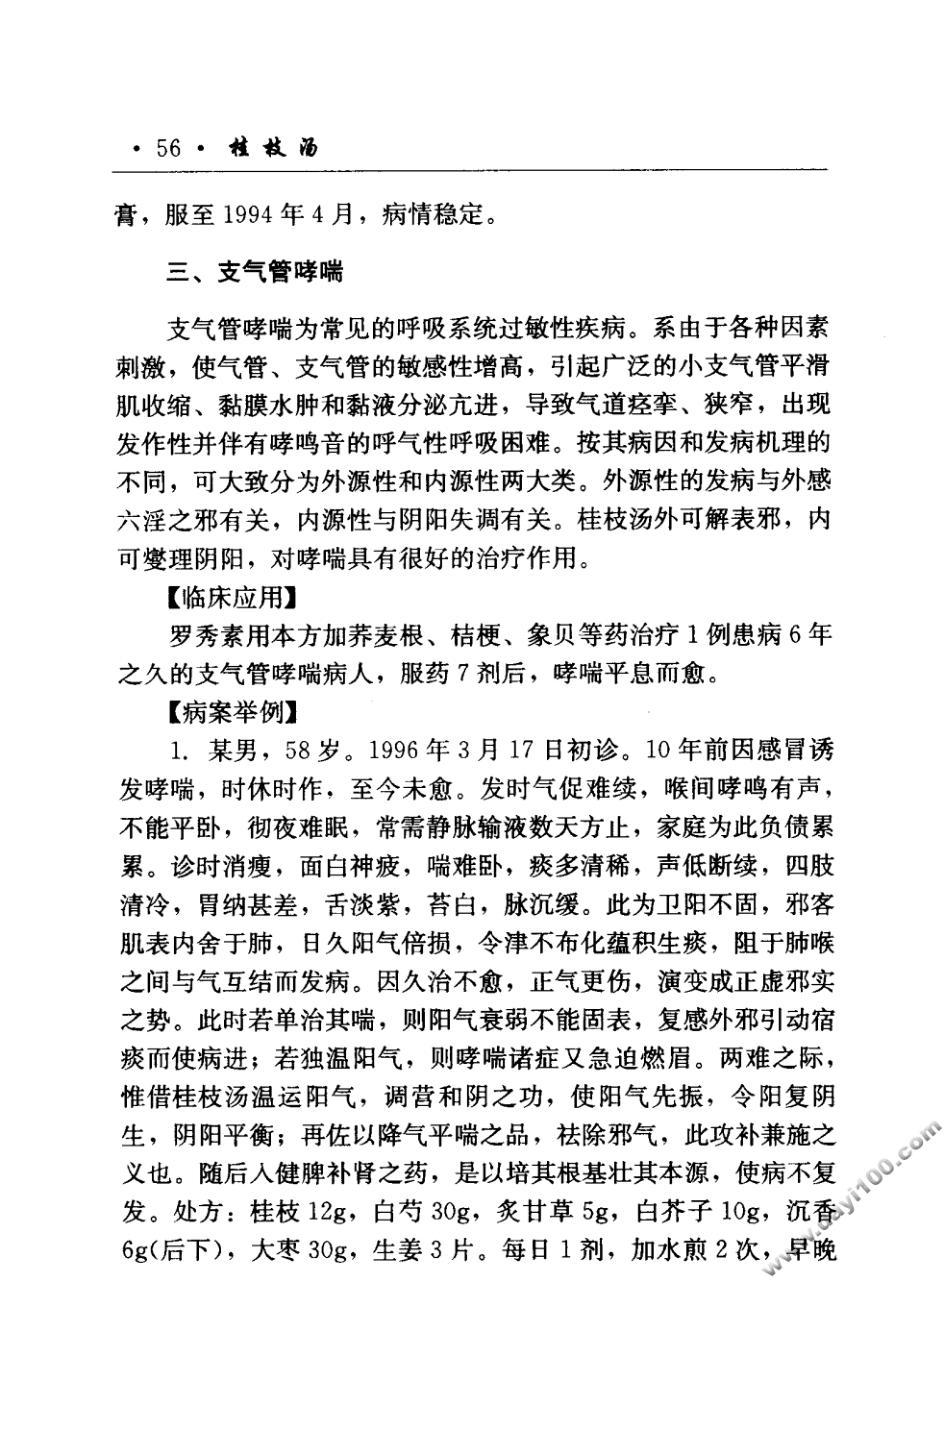 · 56 · 桂枝汤
膏，服至 1994 年 4 月，病情稳定。
三、支气管哮喘
支气管哮喘为常见的呼吸系统过敏性疾病。系由于各种因素
刺激，使气管、支气管的敏感性增高，引起广泛的小支气管平滑
肌收缩、黏膜水肿和黏液分泌亢进，导致气道痉挛、狭窄，出现
发作性并伴有哮鸣音的呼气性呼吸困难。按其病因和发病机理的
不同，可大致分为外源性和内源性两大类。外源性的发病与外感
六淫之邪有关，内源性与阴阳失调有关。桂枝汤外可解表邪，内
可燮理阴阳，对哮喘具有很好的治疗作用。
【临床应用】
罗秀素用本方加荞麦根、桔梗、象贝等药治疗 1 例患病 6 年
之久的支气管哮喘病人，服药 7 剂后，哮喘平息而愈。
【病案举例】
1. 某男，58 岁。1996 年 3 月 17 日初诊。10 年前因感冒诱
发哮喘，时休时作，至今未愈。发时气促难续，喉间哮鸣有声，
不能平卧，彻夜难眠，常需静脉输液数天方止，家庭为此负债累
累。诊时消瘦，面白神疲，喘难卧，痰多清稀，声低断续，四肢
清冷，胃纳甚差，舌淡紫，苔白，脉沉缓。此为卫阳不固，邪客
肌表内舍于肺，日久阳气倍损，令津不布化蕴积生痰，阻于肺喉
之间与气互结而发病。因久治不愈，正气更伤，演变成正虚邪实
之势。此时若单治其喘，则阳气衰弱不能固表，复感外邪引动宿
痰而使病进；若独温阳气，则哮喘诸症又急迫燃眉。两难之际，
惟借桂枝汤温运阳气，调营和阴之功，使阳气先振，令阳复阴
生，阴阳平衡；再佐以降气平喘之品，祛除邪气，此攻补兼施之
义也。随后入健脾补肾之药，是以培其根基壮其本源，使病不复
发。处方：桂枝 12g，白芍 30g，炙甘草 5g，白芥子 10g，沉香
6g(后下)，大枣 30g，生姜 3 片。每日 1 剂，加水煎 2 次，早晚
www.dayi100.com